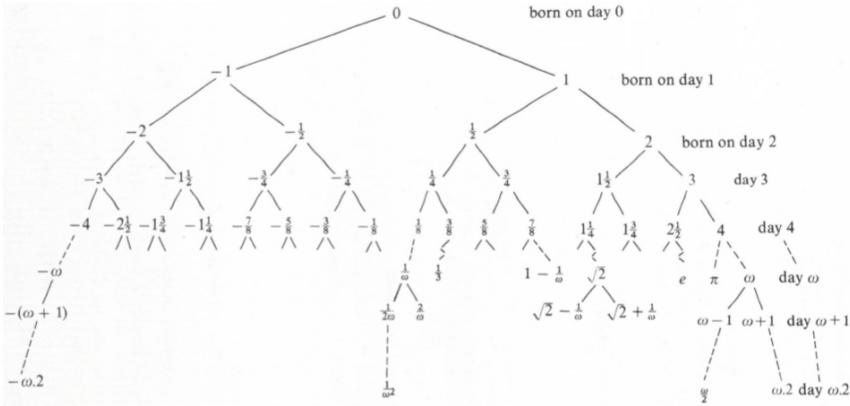 0 born on day 0
−1 1 born on day 1
−2 −½ ½ 2 born on day 2
−3 −1½ −¾ −¼ ¼ ¾ 1½ 3 day 3
−4 −2½ −1¾ −1¼ −⅞ −⅝ −⅜ −⅛ ⅛ ⅜ ⅝ ⅞ 1¼ 1¾ 2½ 4 day 4
−ω 1/ω ⅓ 1 − 1/ω √2 e π ω day ω
−(ω + 1) 1/2ω 2/ω √2 − 1/ω √2 + 1/ω ω−1 ω+1 day ω+1
−ω.2 1/ω2 ω/2 ω.2 day ω.2